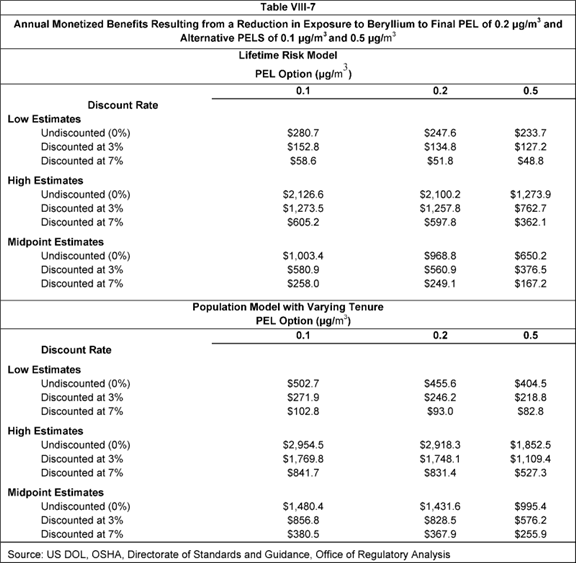 Table VIII-7
Annual Monetized Benefits Resulting from a Reduction in Exposure to Beryllium to Final PEL of 0.2 µg/m³ and
Alternative PELS of 0.1 µg/m³ and 0.5 µg/m³
Lifetime Risk Model
PEL Option (µg/m³)
0.1 0.2 0.5
Discount Rate
Low Estimates
Undiscounted (0%) $280.7 $247.6 $233.7
Discounted at 3% $152.8 $134.8 $127.2
Discounted at 7% $58.6 $51.8 $48.8
High Estimates
Undiscounted (0%) $2,126.6 $2,100.2 $1,273.9
Discounted at 3% $1,273.5 $1,257.8 $762.7
Discounted at 7% $605.2 $597.8 $362.1
Midpoint Estimates
Undiscounted (0%) $1,003.4 $968.8 $650.2
Discounted at 3% $580.9 $560.9 $376.5
Discounted at 7% $258.0 $249.1 $167.2
Population Model with Varying Tenure
PEL Option (µg/m³)
0.1 0.2 0.5
Discount Rate
Low Estimates
Undiscounted (0%) $502.7 $455.6 $404.5
Discounted at 3% $271.9 $246.2 $218.8
Discounted at 7% $102.8 $93.0 $82.8
High Estimates
Undiscounted (0%) $2,954.5 $2,918.3 $1,852.5
Discounted at 3% $1,769.8 $1,748.1 $1,109.4
Discounted at 7% $841.7 $831.4 $527.3
Midpoint Estimates
Undiscounted (0%) $1,480.4 $1,431.6 $995.4
Discounted at 3% $856.8 $828.5 $576.2
Discounted at 7% $380.5 $367.9 $255.9
Source: US DOL, OSHA, Directorate of Standards and Guidance, Office of Regulatory Analysis